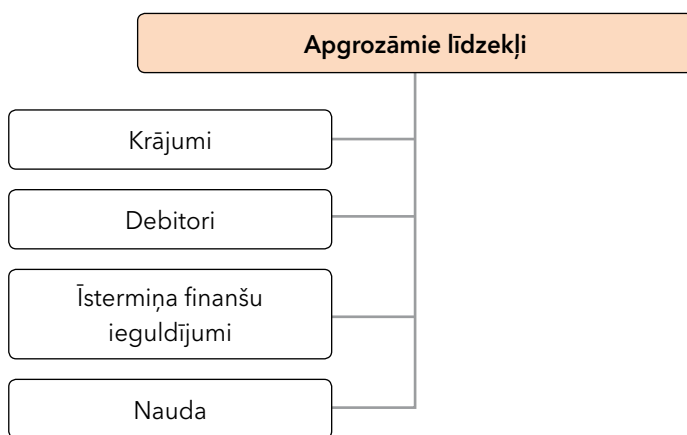 Apgrozāmie līdzekļi
Krājumi
Debitori
Īstermiņa finanšu
ieguldījumi
Nauda